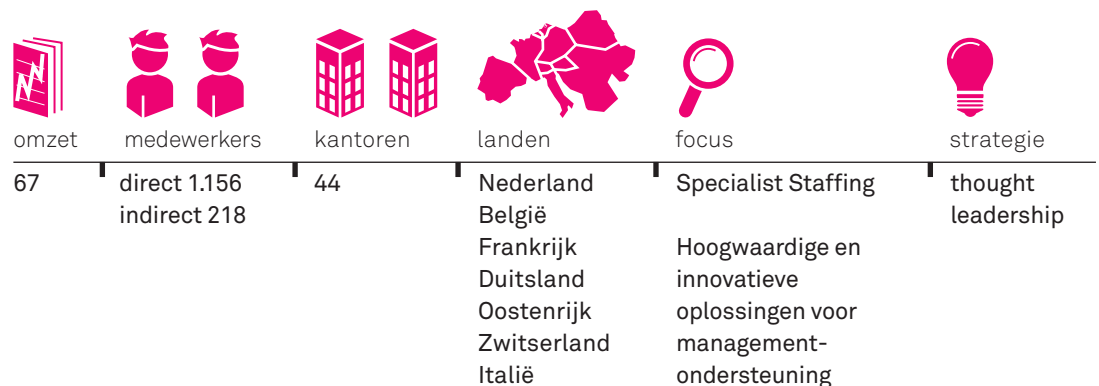 omzet
medewerkers
kantoren
landen
focus
strategie
67
direct 1.156
indirect 218
44
Nederland
België
Frankrijk
Duitsland
Oostenrijk
Zwitserland
Italië
Specialist Staffing
Hoogwaardige en
innovatieve
oplossingen voor
management-
ondersteuning
thought
leadership